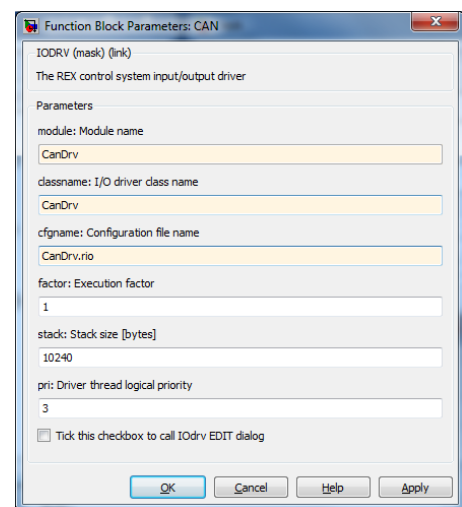 Function Block Parameters: CAN
IODRV (mask) (link)
The REX control system input/output driver
Parameters
module: Module name
CanDrv
classname: I/O driver class name
CanDrv
cfgname: Configuration file name
CanDrv.rio
factor: Execution factor
1
stack: Stack size [bytes]
10240
pri: Driver thread logical priority
3
Tick this checkbox to call IOdrv EDIT dialog
OK Cancel Help Apply